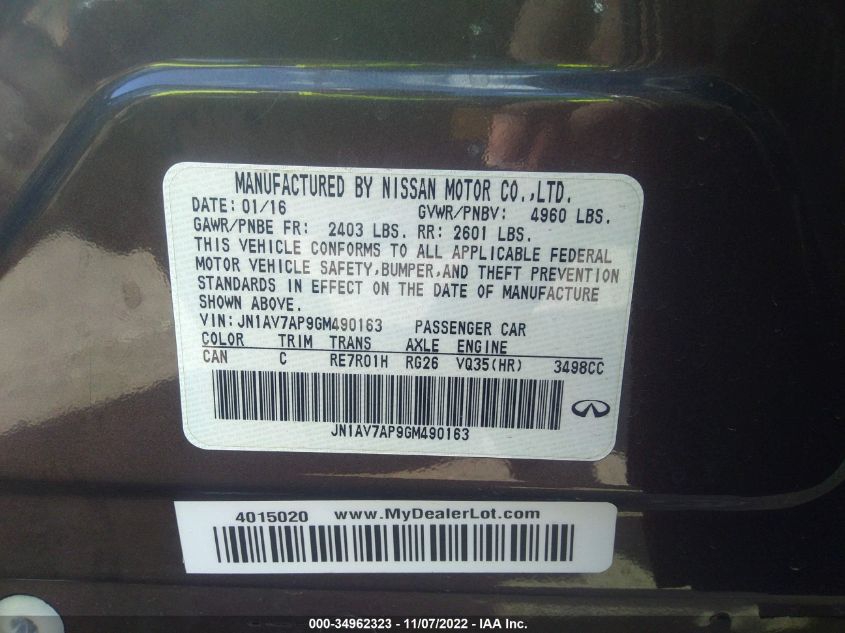 MANUFACTURED BY NISSAN MOTOR CO.,LTD.
DATE: 01/16 GVWR/PNBV: 4960 LBS.
GAWR/PNBE FR: 2403 LBS. RR: 2601 LBS.
THIS VEHICLE CONFORMS TO ALL APPLICABLE FEDERAL
MOTOR VEHICLE SAFETY,BUMPER,AND THEFT PREVENTION
STANDARDS IN EFFECT ON THE DATE OF MANUFACTURE
SHOWN ABOVE.
VIN:JN1AV7AP9GM490163 PASSENGER CAR
COLOR TRIM TRANS AXLE ENGINE
CAN C RE7R01H RG26 VQ35(HR) 3498CC
JN1AV7AP9GM490163
4015020 www.MyDealerLot.com
000-34962323 - 11/07/2022 - IAA Inc.